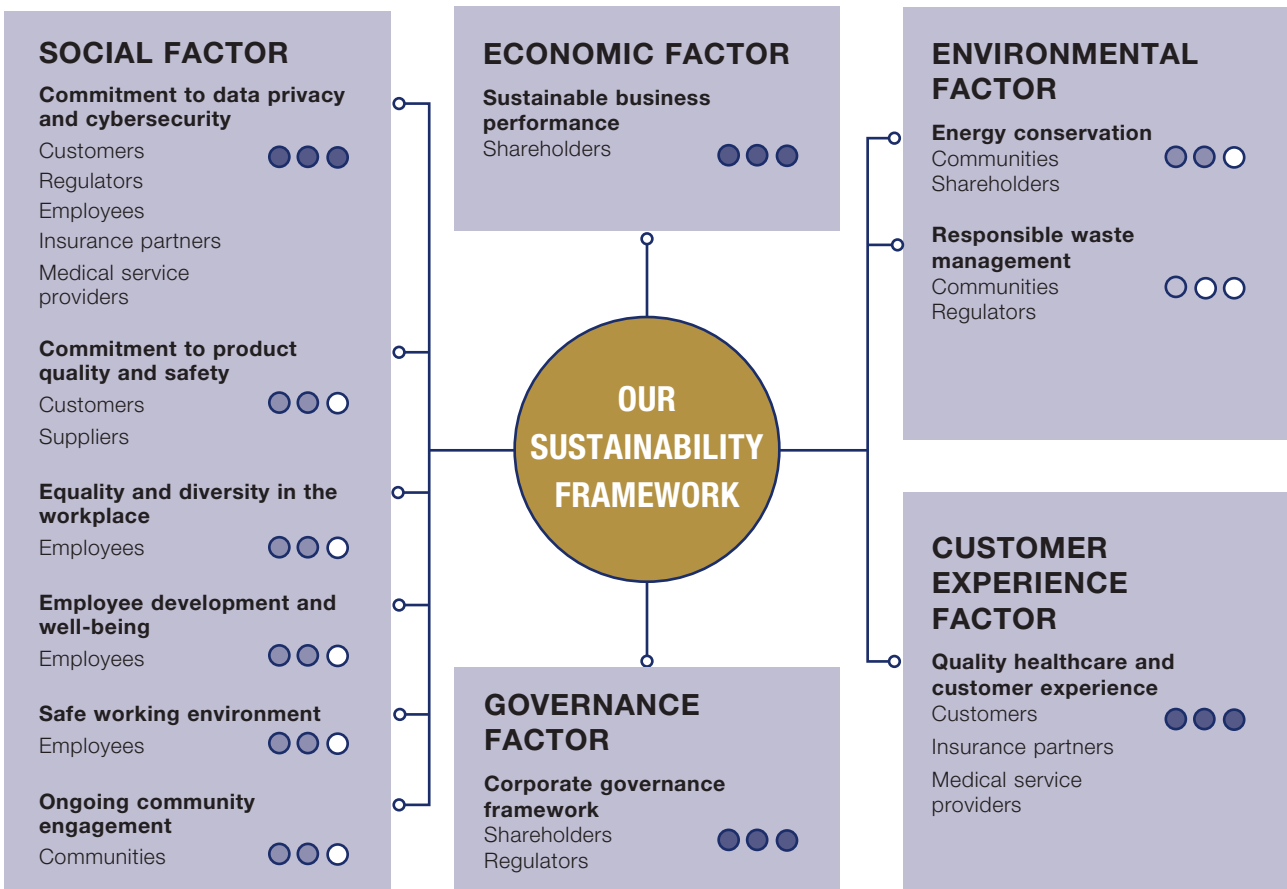 SOCIAL FACTOR
Commitment to data privacy
and cybersecurity
Customers
Regulators
Employees
Insurance partners
Medical service
providers
Commitment to product
quality and safety
Customers
Suppliers
Equality and diversity in the
workplace
Employees
Employee development and
well-being
Employees
Safe working environment
Employees
Ongoing community
engagement
Communities
ECONOMIC FACTOR
Sustainable business
performance
Shareholders
OUR
SUSTAINABILITY
FRAMEWORK
GOVERNANCE
FACTOR
Corporate governance
framework
Shareholders
Regulators
ENVIRONMENTAL
FACTOR
Energy conservation
Communities
Shareholders
Responsible waste
management
Communities
Regulators
CUSTOMER
EXPERIENCE
FACTOR
Quality healthcare and
customer experience
Customers
Insurance partners
Medical service
providers